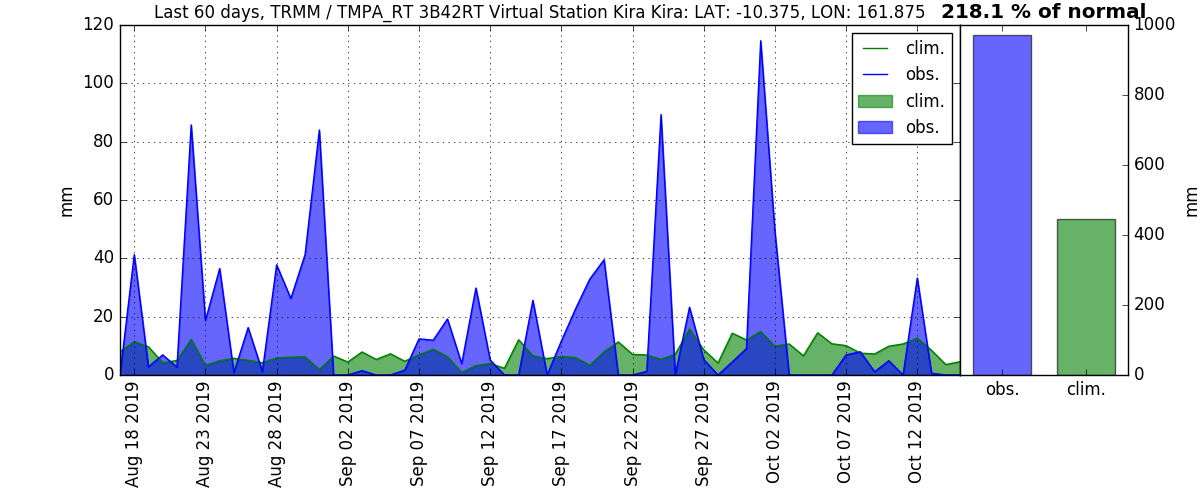 Last 60 days, TRMM / TMPA_RT 3B42RT Virtual Station Kira Kira: LAT: -10.375, LON: 161.875
218.1 % of normal
120
100
80
60
40
20
0
mm
clim.
obs.
clim.
obs.
Aug 18 2019
Aug 23 2019
Aug 28 2019
Sep 02 2019
Sep 07 2019
Sep 12 2019
Sep 17 2019
Sep 22 2019
Sep 27 2019
Oct 02 2019
Oct 07 2019
Oct 12 2019
1000
800
600
400
200
0
mm
obs.
clim.